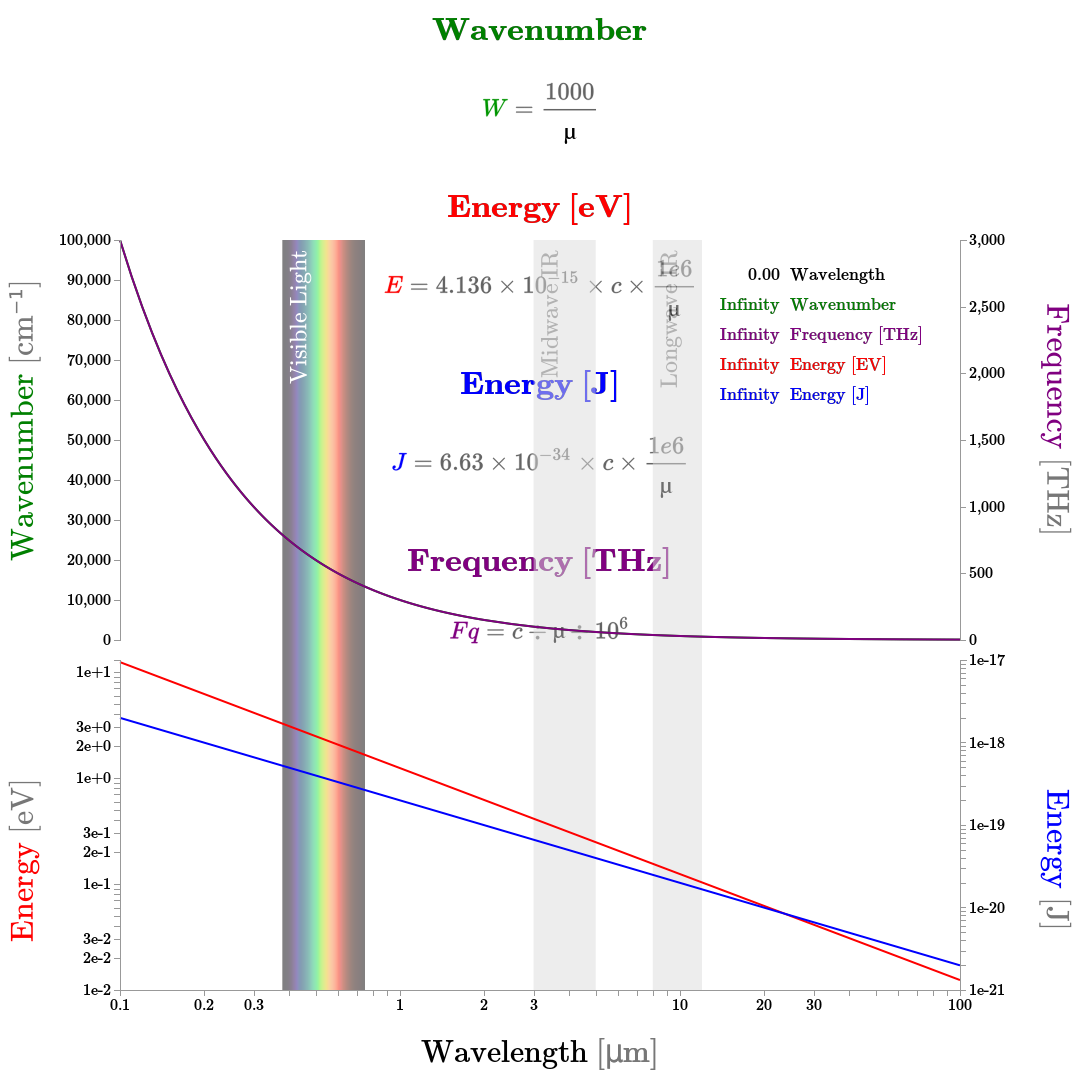 Wavenumber
W = 1000 / μ
Energy [eV]
E = 4.136 × 10^−15 × c × 1e6 / μ
Energy [J]
J = 6.63 × 10^−34 × c × 1e6 / μ
Frequency [THz]
Fq = c ÷ μ ÷ 10^6
Visible Light
Midwave IR
Longwave IR
0.00 Wavelength
Infinity Wavenumber
Infinity Frequency [THz]
Infinity Energy [EV]
Infinity Energy [J]
Wavenumber [cm^−1]
100,000
90,000
80,000
70,000
60,000
50,000
40,000
30,000
20,000
10,000
0
Frequency [THz]
3,000
2,500
2,000
1,500
1,000
500
0
Energy [eV]
1e+1
3e+0
2e+0
1e+0
3e-1
2e-1
1e-1
3e-2
2e-2
1e-2
Energy [J]
1e-17
1e-18
1e-19
1e-20
1e-21
0.1 0.2 0.3 1 2 3 10 20 30 100
Wavelength [μm]